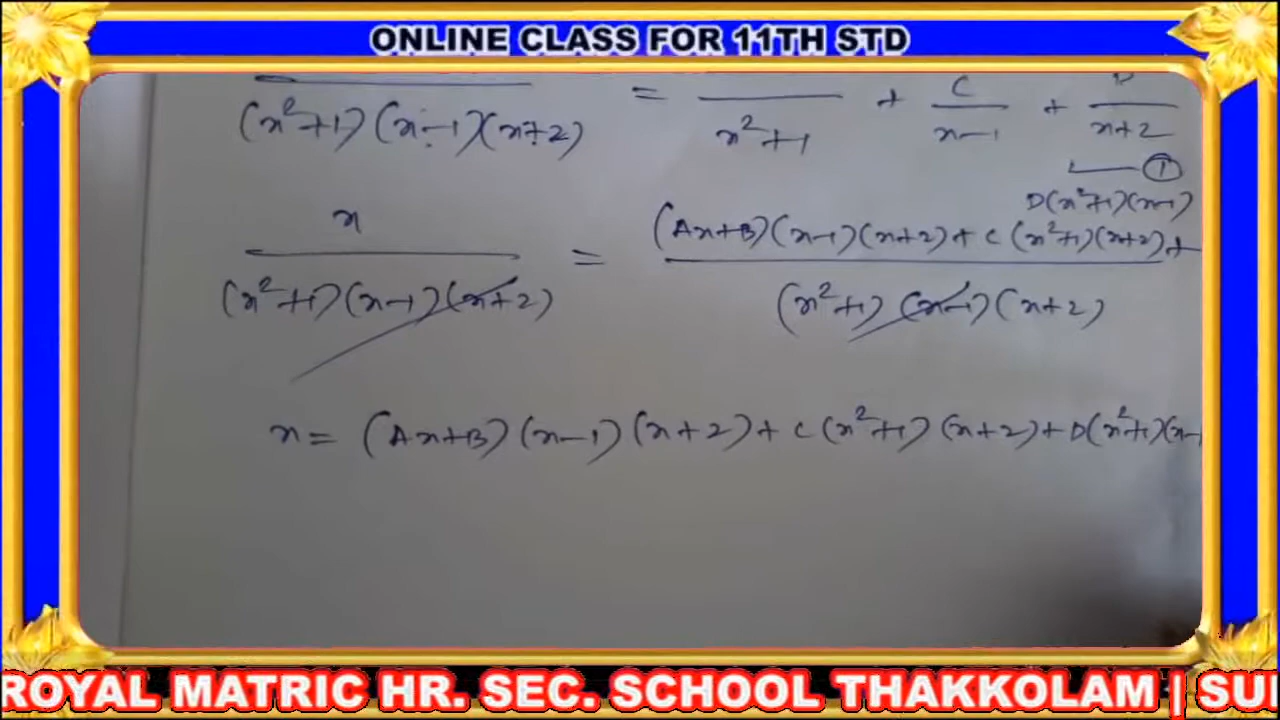 ONLINE CLASS FOR 11TH STD
(x²+1)(x-1)(x+2) = x²+1 + C/x-1 + /x+2
①
D(x²+1)(x-1)
x/(x²+1)(x-1)(x+2) = (Ax+B)(x-1)(x+2) + C(x²+1)(x+2) + /(x²+1)(x-1)(x+2)
x = (Ax+B)(x-1)(x+2) + C(x²+1)(x+2) + D(x²+1)(x-
ROYAL MATRIC HR. SEC. SCHOOL THAKKOLAM | SU